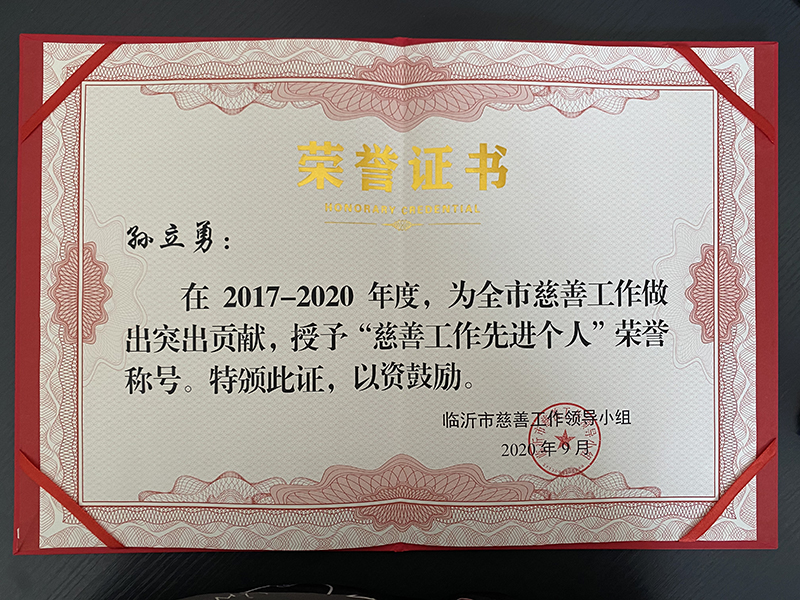 荣誉证书
HONORARY CREDENTIAL
孙立勇：
在 2017-2020 年度，为全市慈善工作做
出突出贡献，授予“慈善工作先进个人”荣誉
称号。特颁此证，以资鼓励。
临沂市慈善工作领导小组
2020 年 9 月